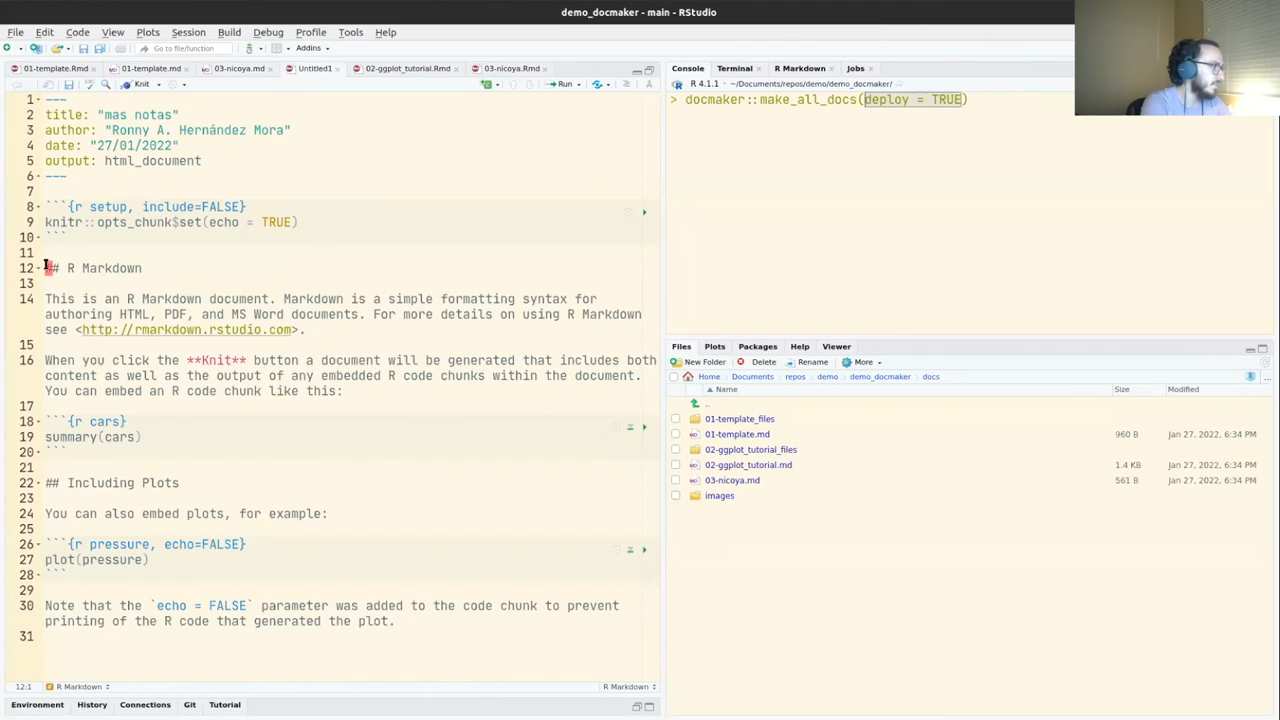 demo_docmaker - main - RStudio
File Edit Code View Plots Session Build Debug Profile Tools Help
Go to file/function Addins
01-template.Rmd 01-template.md 03-nicoya.md Untitled1 02-ggplot_tutorial.Rmd 03-nicoya.Rmd
Knit Run
1 ---
2 title: "mas notas"
3 author: "Ronny A. Hernández Mora"
4 date: "27/01/2022"
5 output: html_document
6 ---
7
8 ```{r setup, include=FALSE}
9 knitr::opts_chunk$set(echo = TRUE)
10 ```
11
12 ## R Markdown
13
14 This is an R Markdown document. Markdown is a simple formatting syntax for
authoring HTML, PDF, and MS Word documents. For more details on using R Markdown
see <http://rmarkdown.rstudio.com>.
15
16 When you click the **Knit** button a document will be generated that includes both
content as well as the output of any embedded R code chunks within the document.
You can embed an R code chunk like this:
17
18 ```{r cars}
19 summary(cars)
20 ```
21
22 ## Including Plots
23
24 You can also embed plots, for example:
25
26 ```{r pressure, echo=FALSE}
27 plot(pressure)
28 ```
29
30 Note that the `echo = FALSE` parameter was added to the code chunk to prevent
printing of the R code that generated the plot.
31
12:1 R Markdown R Markdown
Environment History Connections Git Tutorial
Console Terminal R Markdown Jobs
R 4.1.1 · ~/Documents/repos/demo/demo_docmaker/
> docmaker::make_all_docs(deploy = TRUE)
Files Plots Packages Help Viewer
New Folder Delete Rename More
Home Documents repos demo demo_docmaker docs ...
Name Size Modified
..
01-template_files
01-template.md 960 B Jan 27, 2022, 6:34 PM
02-ggplot_tutorial_files
02-ggplot_tutorial.md 1.4 KB Jan 27, 2022, 6:34 PM
03-nicoya.md 561 B Jan 27, 2022, 6:34 PM
images